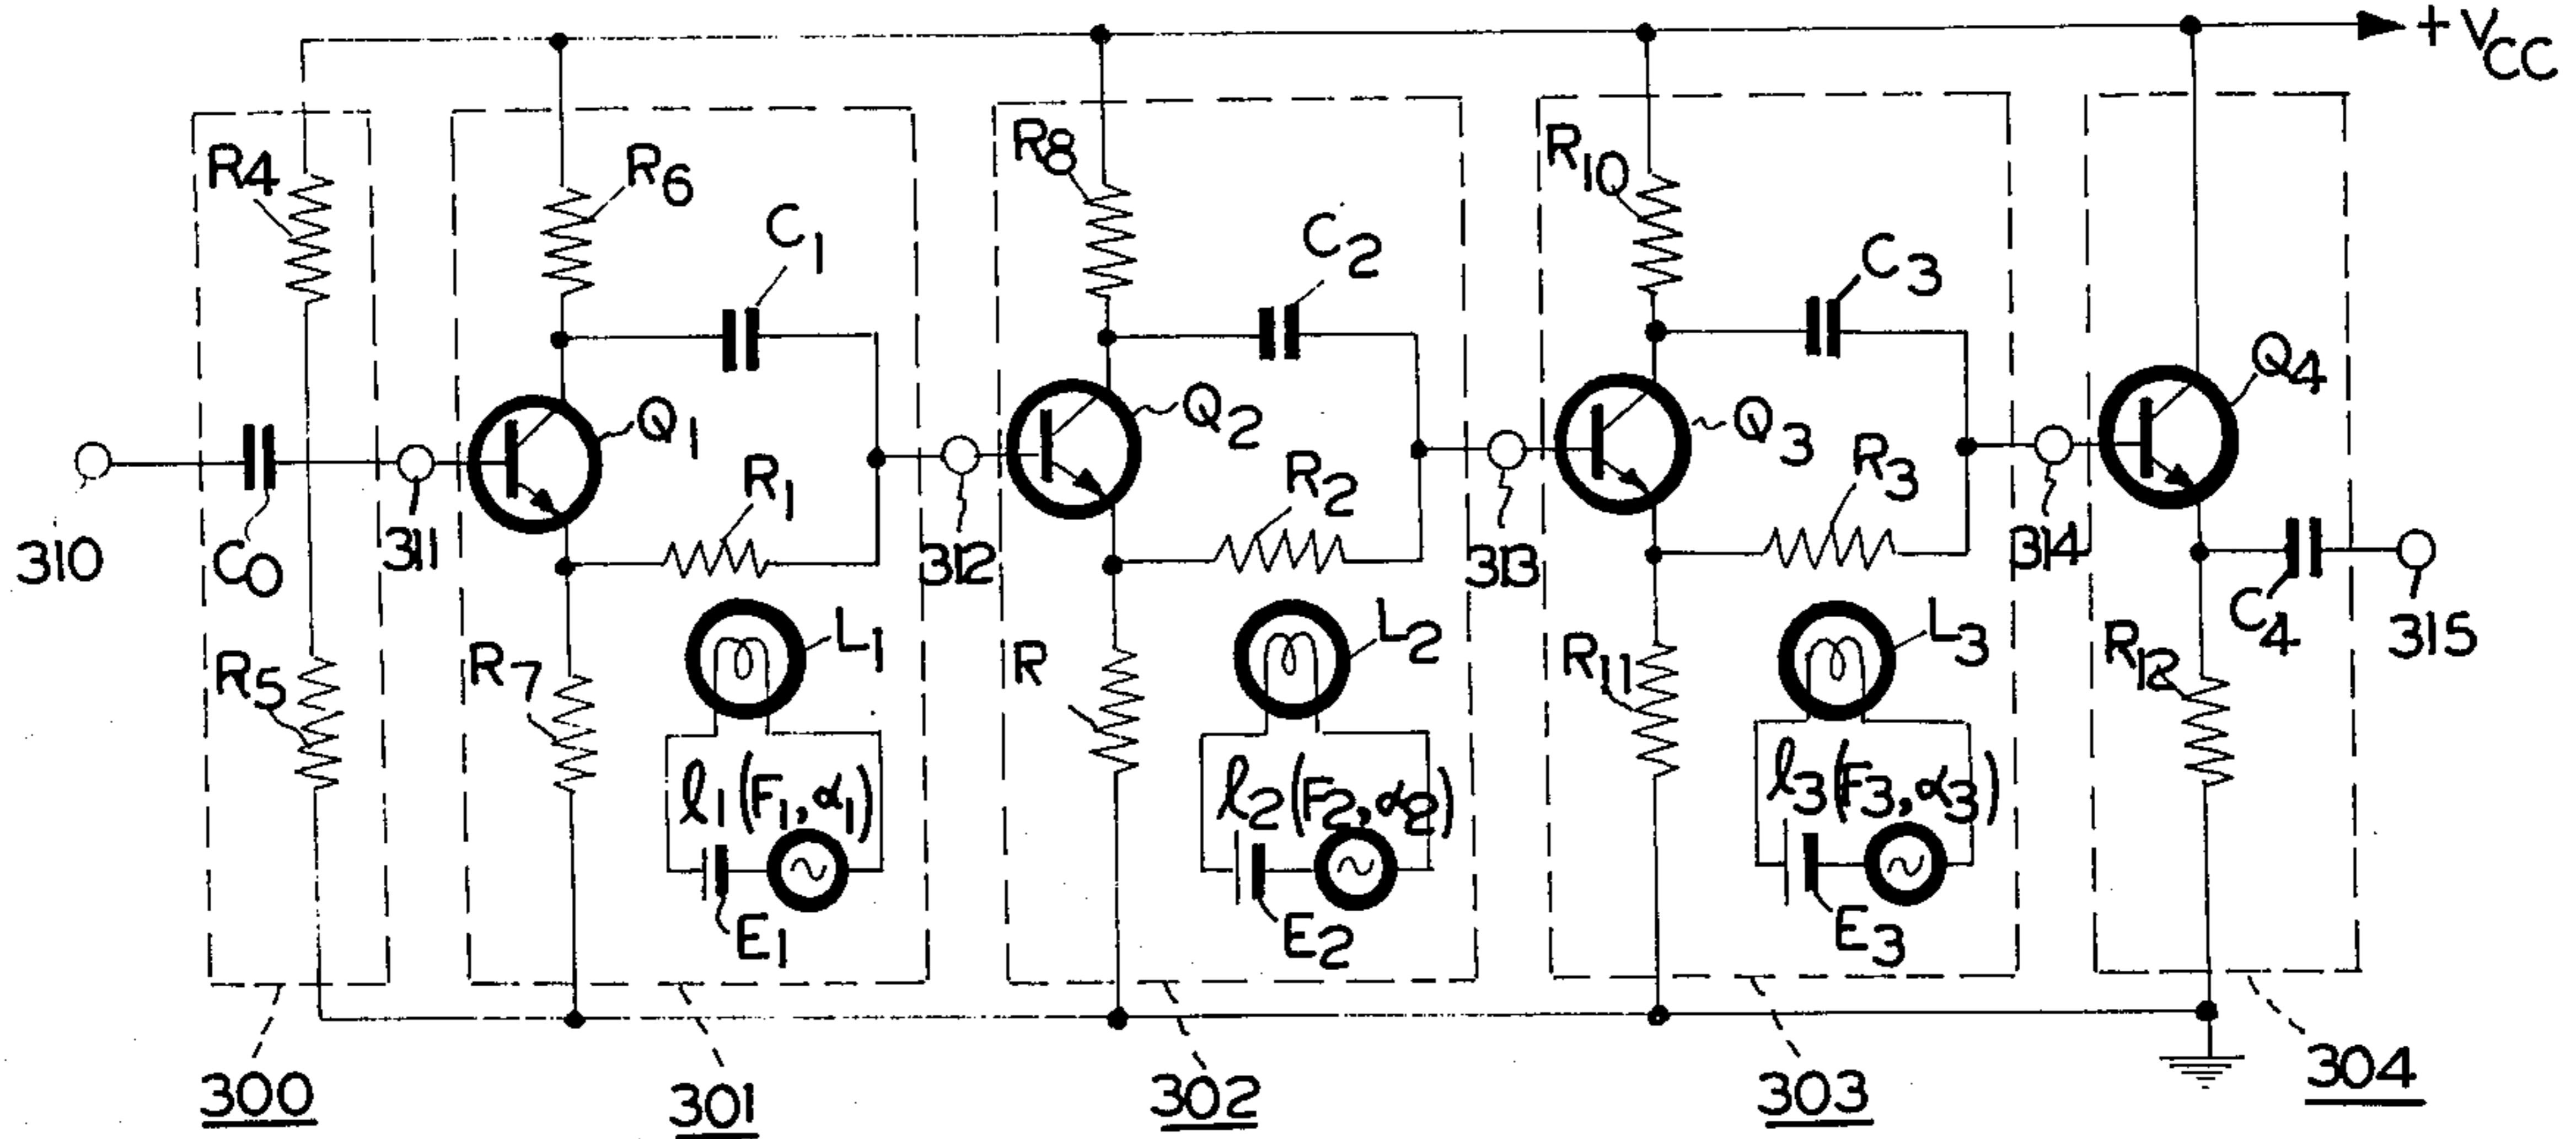 + VCC
R4
R6
C1
R8
C2
R10
C3
Q1
Q2
Q3
Q4
310
C0
311
R1
312
R2
313
R3
314
C4
315
R5
R7
L1
R
L2
R11
L3
R12
ℓ1(F1, α1)
ℓ2(F2, α2)
ℓ3(F3, α3)
E1
E2
E3
300
301
302
303
304